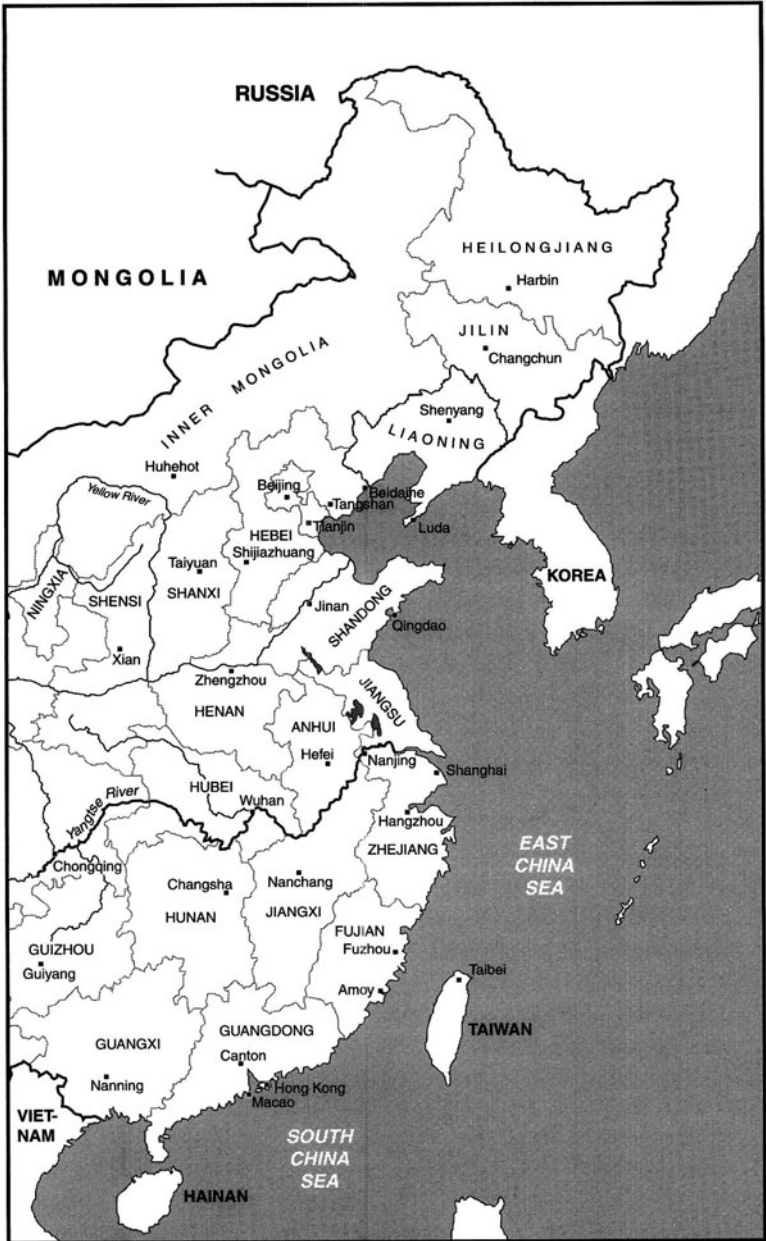 RUSSIA
HEILONGJIANG
MONGOLIA
Harbin
JILIN
INNER MONGOLIA
Changchun
Shenyang
LIAONING
Huhehot
Yellow River
Beijing
Beidaihe
Tangshan
Tianjin
Luda
HEBEI
Shijiazhuang
Taiyuan
SHANXI
KOREA
NINGXIA
SHENSI
Jinan
SHANDONG
Qingdao
Xian
Zhengzhou
JIANGSU
HENAN
ANHUI
Hefei
Nanjing
Shanghai
HUBEI
Wuhan
Yangtse River
Hangzhou
ZHEJIANG
EAST
CHINA
SEA
Chongqing
Changsha
Nanchang
HUNAN
JIANGXI
FUJIAN
Fuzhou
GUIZHOU
Guiyang
Taibei
Amoy
GUANGDONG
TAIWAN
GUANGXI
Canton
Nanning
Hong Kong
Macao
VIET-
NAM
SOUTH
CHINA
SEA
HAINAN